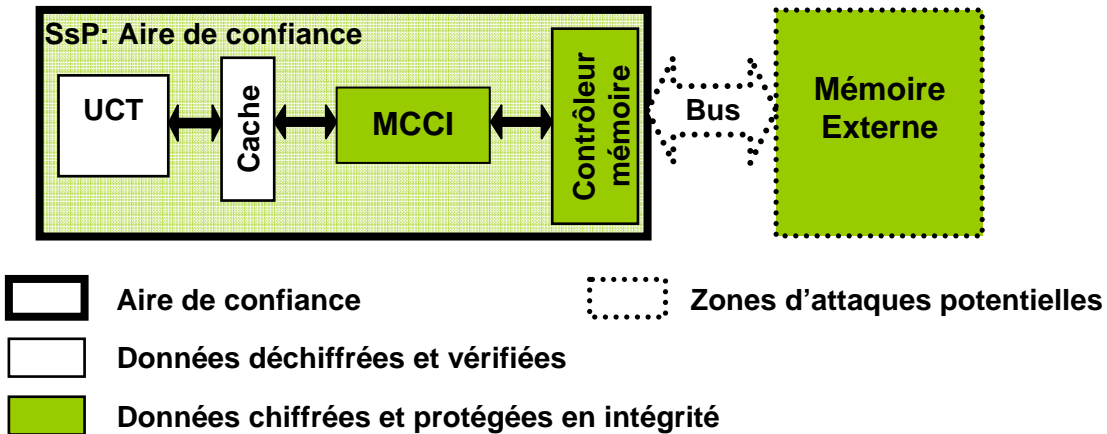 SsP: Aire de confiance
UCT
Cache
MCCI
Contrôleur
mémoire
Bus
Mémoire
Externe
Aire de confiance
Zones d'attaques potentielles
Données déchiffrées et vérifiées
Données chiffrées et protégées en intégrité